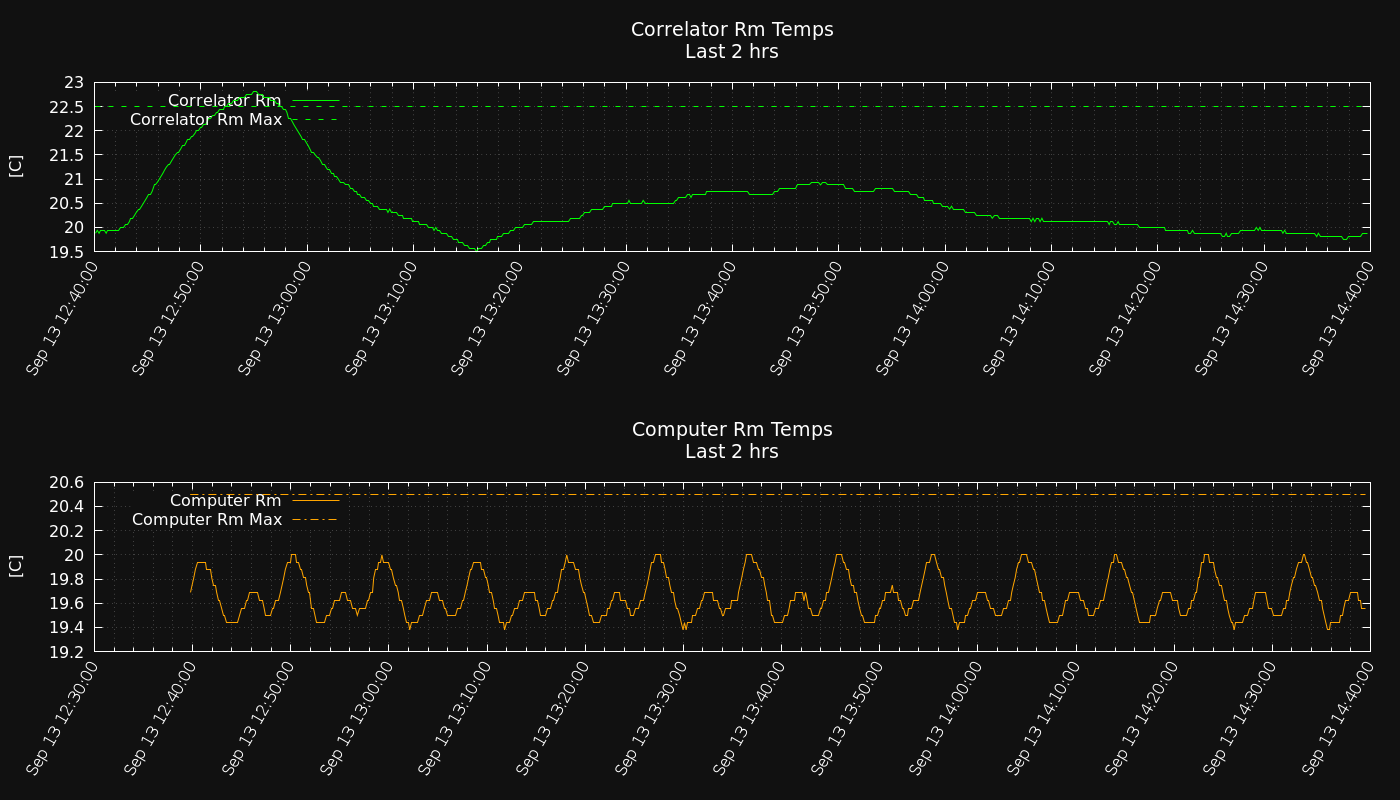 Correlator Rm Temps
Last 2 hrs
[C]
23
22.5
22
21.5
21
20.5
20
19.5
Correlator Rm
Correlator Rm Max
Sep 13 12:40:00
Sep 13 12:50:00
Sep 13 13:00:00
Sep 13 13:10:00
Sep 13 13:20:00
Sep 13 13:30:00
Sep 13 13:40:00
Sep 13 13:50:00
Sep 13 14:00:00
Sep 13 14:10:00
Sep 13 14:20:00
Sep 13 14:30:00
Sep 13 14:40:00
Computer Rm Temps
Last 2 hrs
[C]
20.6
20.4
20.2
20
19.8
19.6
19.4
19.2
Computer Rm
Computer Rm Max
Sep 13 12:30:00
Sep 13 12:40:00
Sep 13 12:50:00
Sep 13 13:00:00
Sep 13 13:10:00
Sep 13 13:20:00
Sep 13 13:30:00
Sep 13 13:40:00
Sep 13 13:50:00
Sep 13 14:00:00
Sep 13 14:10:00
Sep 13 14:20:00
Sep 13 14:30:00
Sep 13 14:40:00